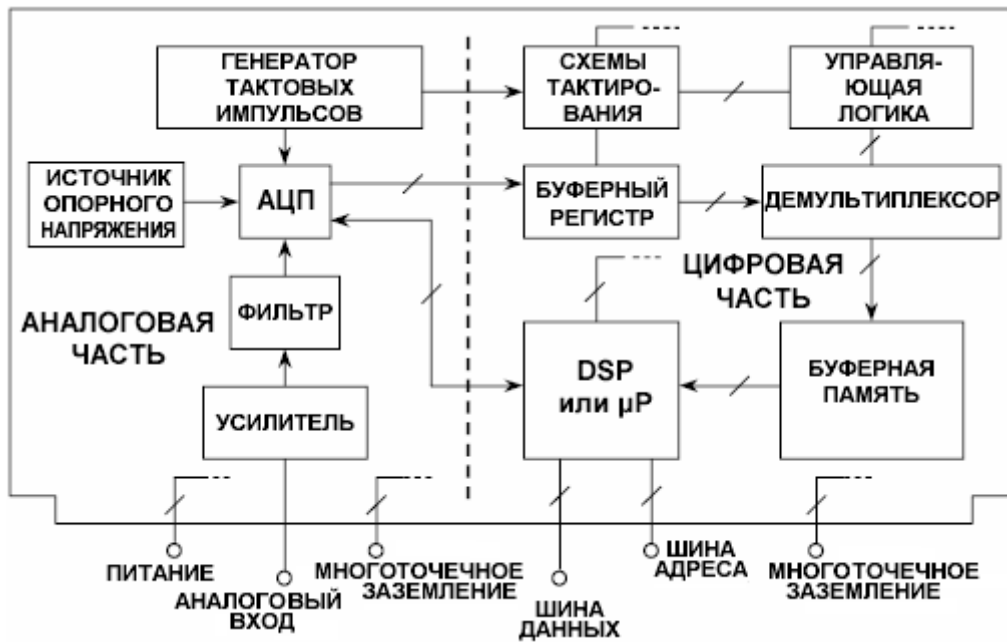 ГЕНЕРАТОР
ТАКТОВЫХ
ИМПУЛЬСОВ
СХЕМЫ
ТАКТИРО-
ВАНИЯ
УПРАВЛЯ-
ЮЩАЯ
ЛОГИКА
ИСТОЧНИК
ОПОРНОГО
НАПРЯЖЕНИЯ
АЦП
БУФЕРНЫЙ
РЕГИСТР
ДЕМУЛЬТИПЛЕКСОР
АНАЛОГОВАЯ
ЧАСТЬ
ФИЛЬТР
ЦИФРОВАЯ
ЧАСТЬ
УСИЛИТЕЛЬ
DSP
или µP
БУФЕРНАЯ
ПАМЯТЬ
ПИТАНИЕ
АНАЛОГОВЫЙ
ВХОД
МНОГОТОЧЕЧНОЕ
ЗАЗЕМЛЕНИЕ
ШИНА
ДАННЫХ
ШИНА
АДРЕСА
МНОГОТОЧЕЧНОЕ
ЗАЗЕМЛЕНИЕ